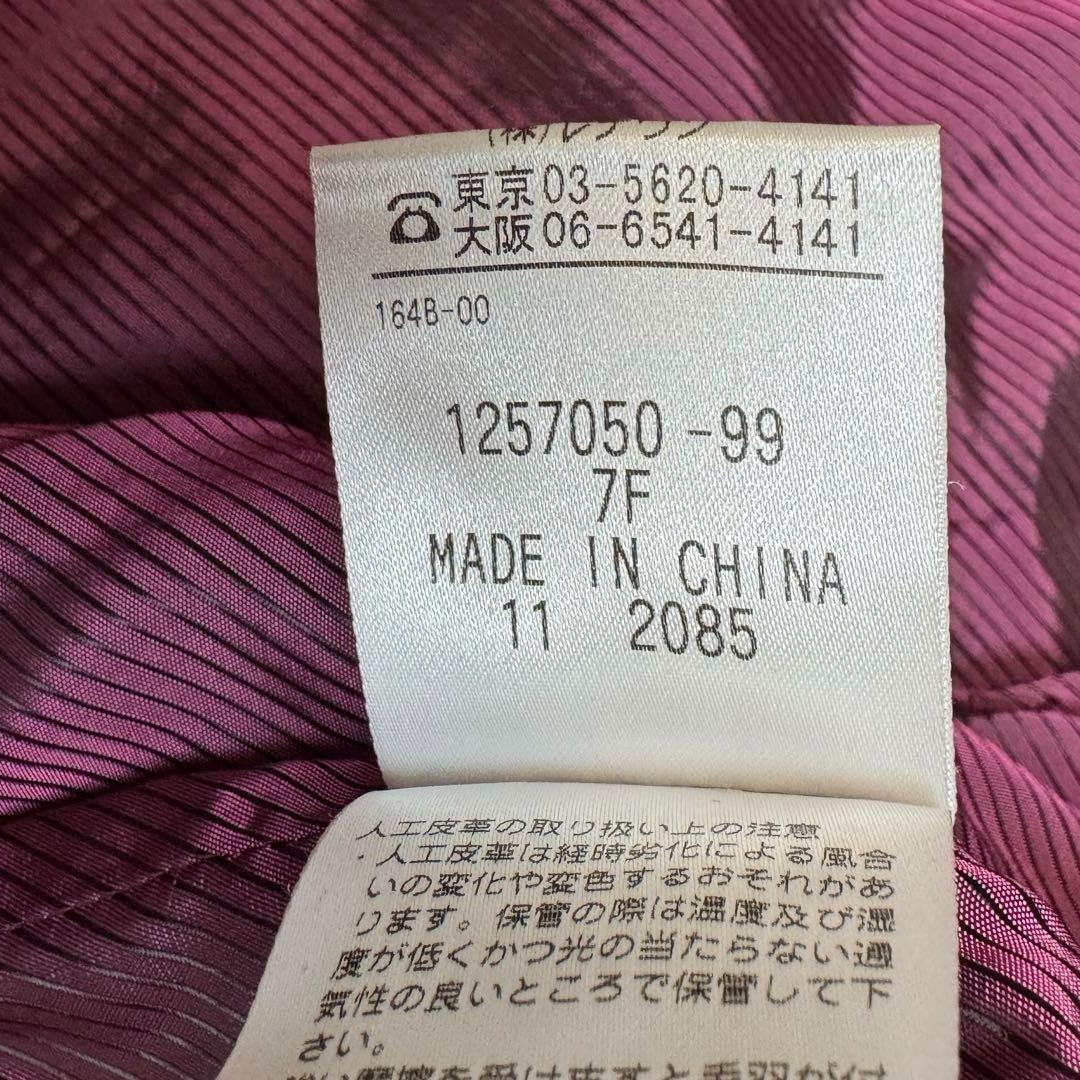 (株)レナウン
東京03-5620-4141
大阪06-6541-4141
164B-00
1257050-99
7F
MADE IN CHINA
11 2085
人工皮革の取り扱い上の注意
・人工皮革は経時劣化による風合
いの変化や変色するおそれがあ
ります。保管の際は温度及び湿
度が低くかつ光の当たらない通
気性の良いところで保管して下
さい。